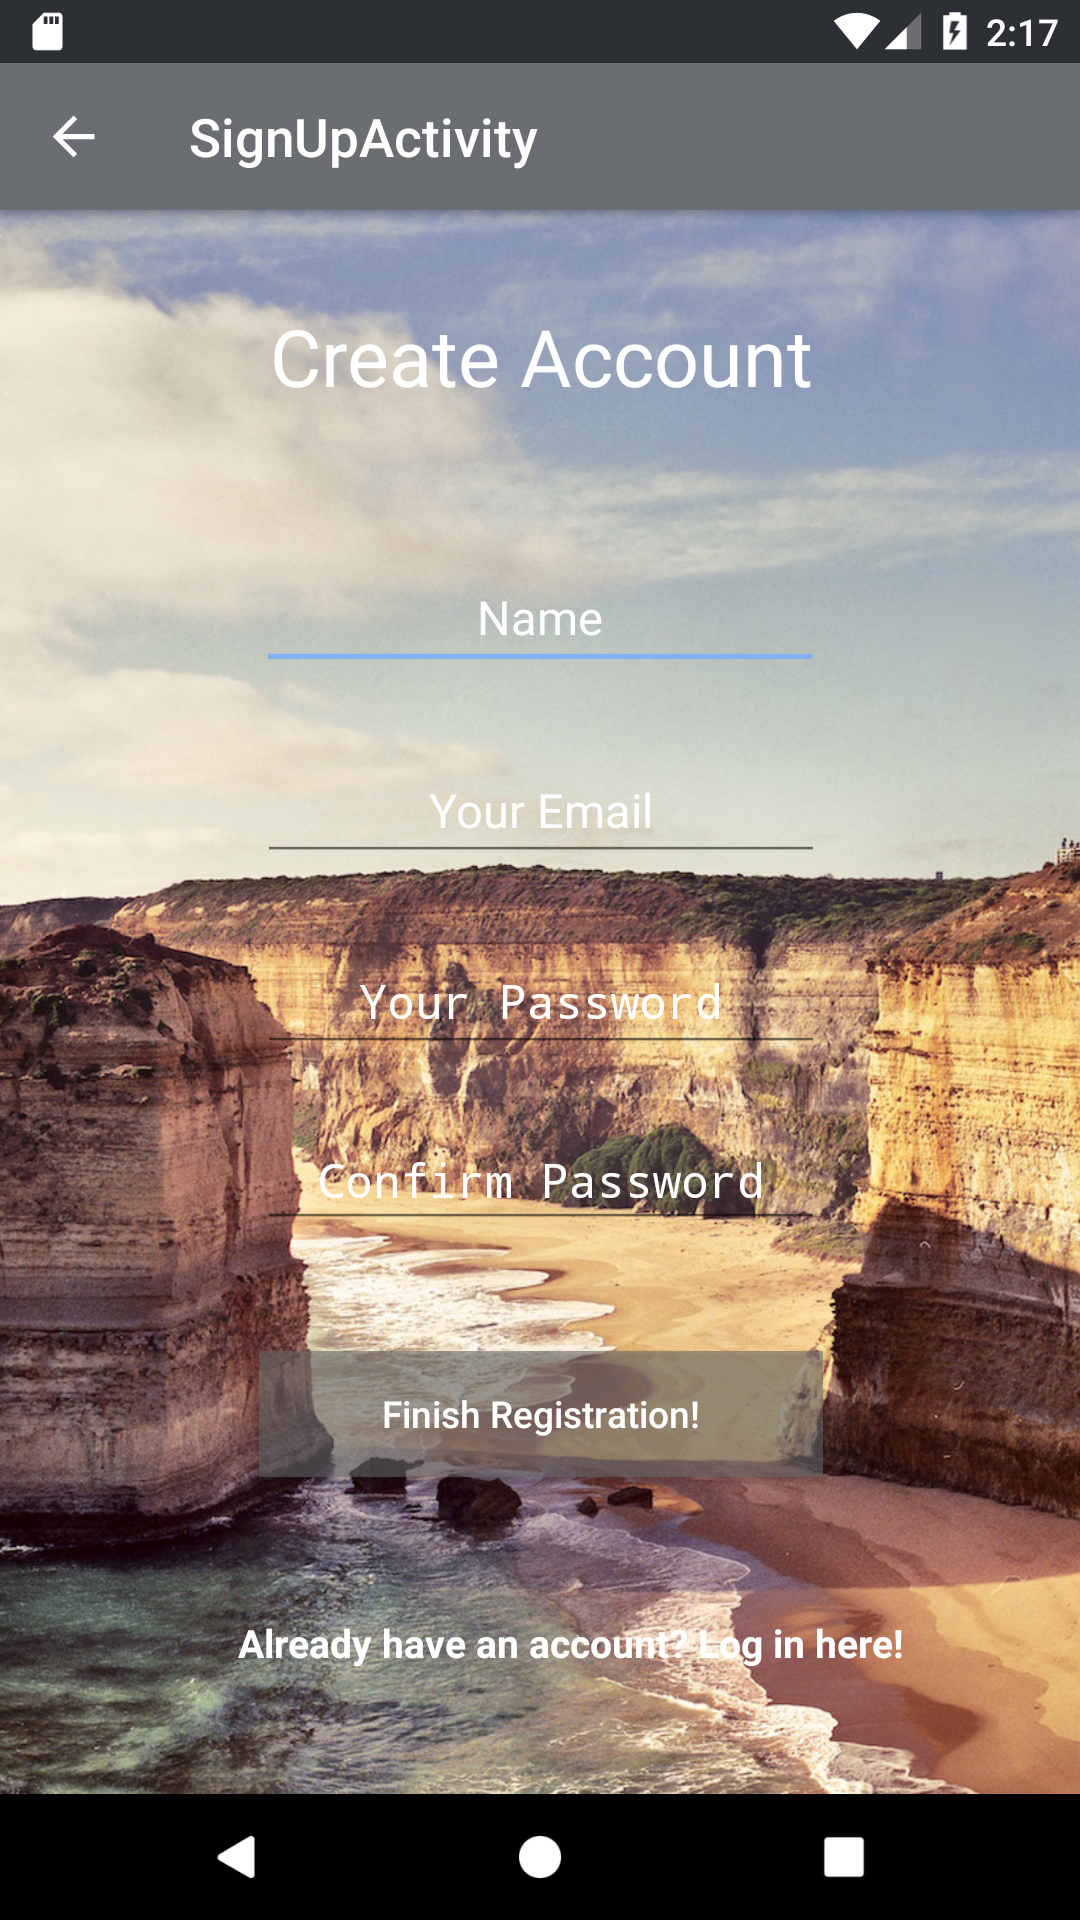 2:17
SignUpActivity
Create Account
Name
Your Email
Your Password
Confirm Password
Finish Registration!
Already have an account? Log in here!